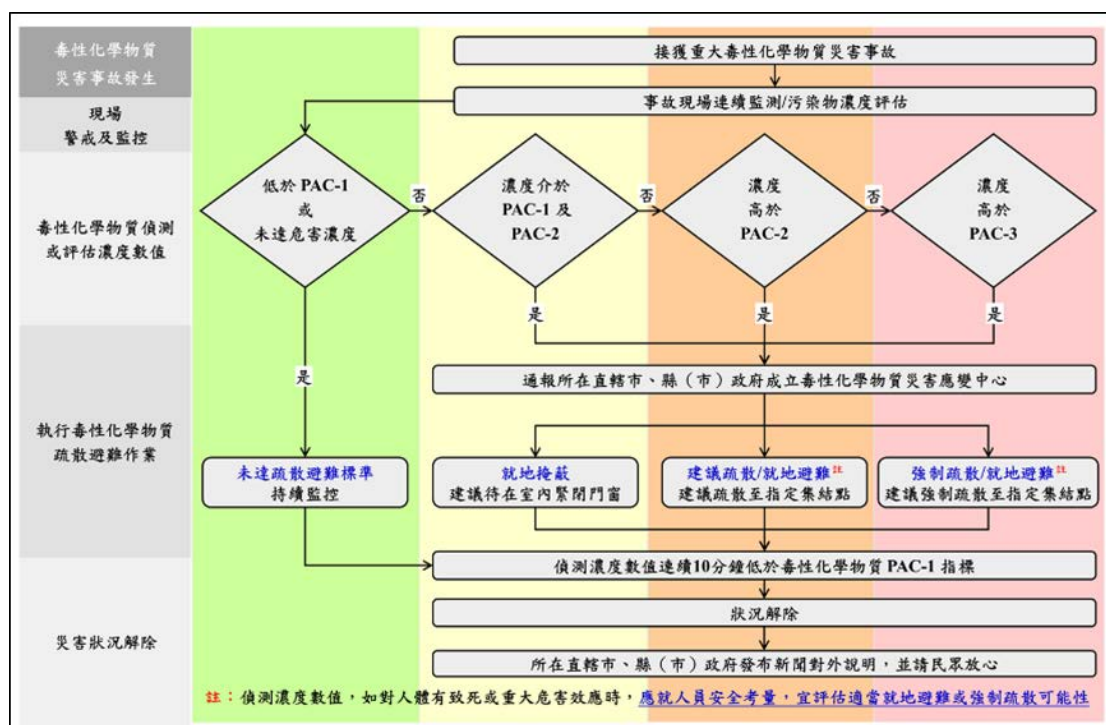 毒性化學物質
災害事故發生
接獲重大毒性化學物質災害事故
現場
警戒及監控
事故現場連續監測/污染物濃度評估
毒性化學物質偵測
或評估濃度數值
低於 PAC-1
或
未達危害濃度
否
濃度介於
PAC-1 及
PAC-2
否
濃度
高於
PAC-2
否
濃度
高於
PAC-3
是
是
是
是
執行毒性化學物質
疏散避難作業
通報所在直轄市、縣（市）政府成立毒性化學物質災害應變中心
未達疏散避難標準
持續監控
就地掩蔽
建議待在室內緊閉門窗
建議疏散/就地避難註
建議疏散至指定集結點
強制疏散/就地避難註
建議強制疏散至指定集結點
災害狀況解除
偵測濃度數值連續10分鐘低於毒性化學物質 PAC-1 指標
狀況解除
所在直轄市、縣（市）政府發布新聞對外說明，並請民眾放心
註：偵測濃度數值，如對人體有致死或重大危害效應時，應就人員安全考量，宜評估適當就地避難或強制疏散可能性